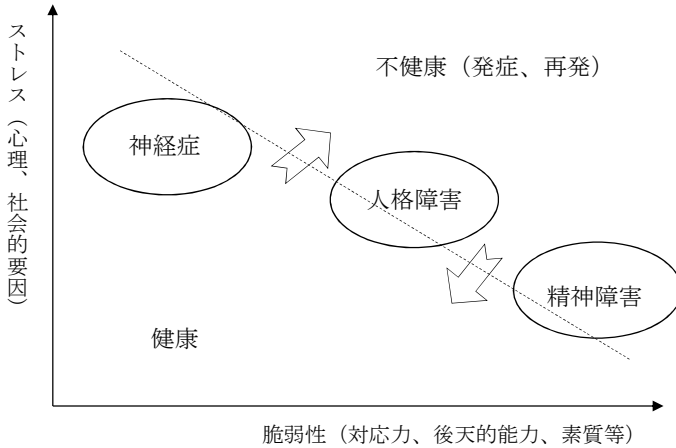 ストレス（心理、社会的要因）
不健康（発症、再発）
神経症
人格障害
精神障害
健康
脆弱性（対応力、後天的能力、素質等）